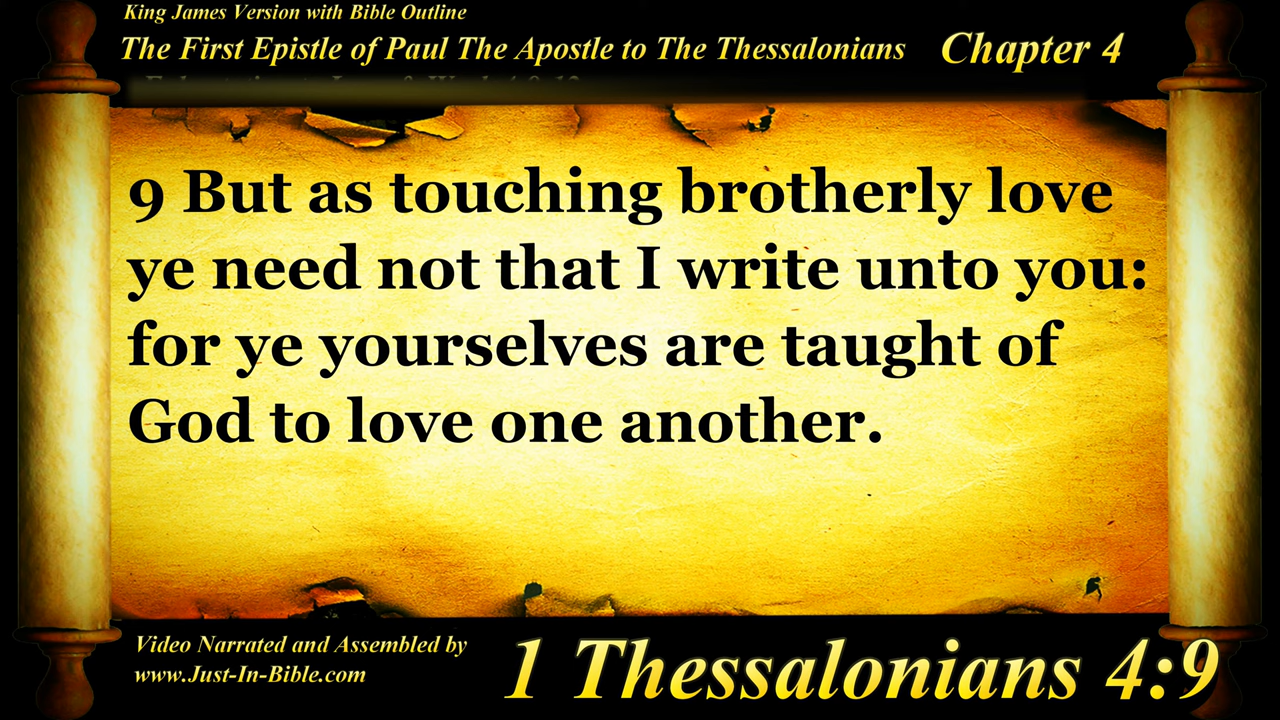 King James Version with Bible Outline
The First Epistle of Paul The Apostle to The Thessalonians Chapter 4
9 But as touching brotherly love
ye need not that I write unto you:
for ye yourselves are taught of
God to love one another.
Video Narrated and Assembled by
www.Just-In-Bible.com
1 Thessalonians 4:9